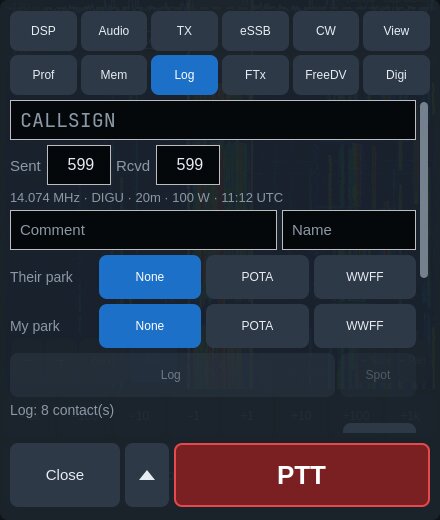 DSP Audio TX eSSB CW View
Prof Mem Log FTx FreeDV Digi
CALLSIGN
Sent 599 Rcvd 599
14.074 MHz · DIGU · 20m · 100 W · 11:12 UTC
Comment Name
Their park None POTA WWFF
My park None POTA WWFF
Log Spot
Log: 8 contact(s)
Close PTT